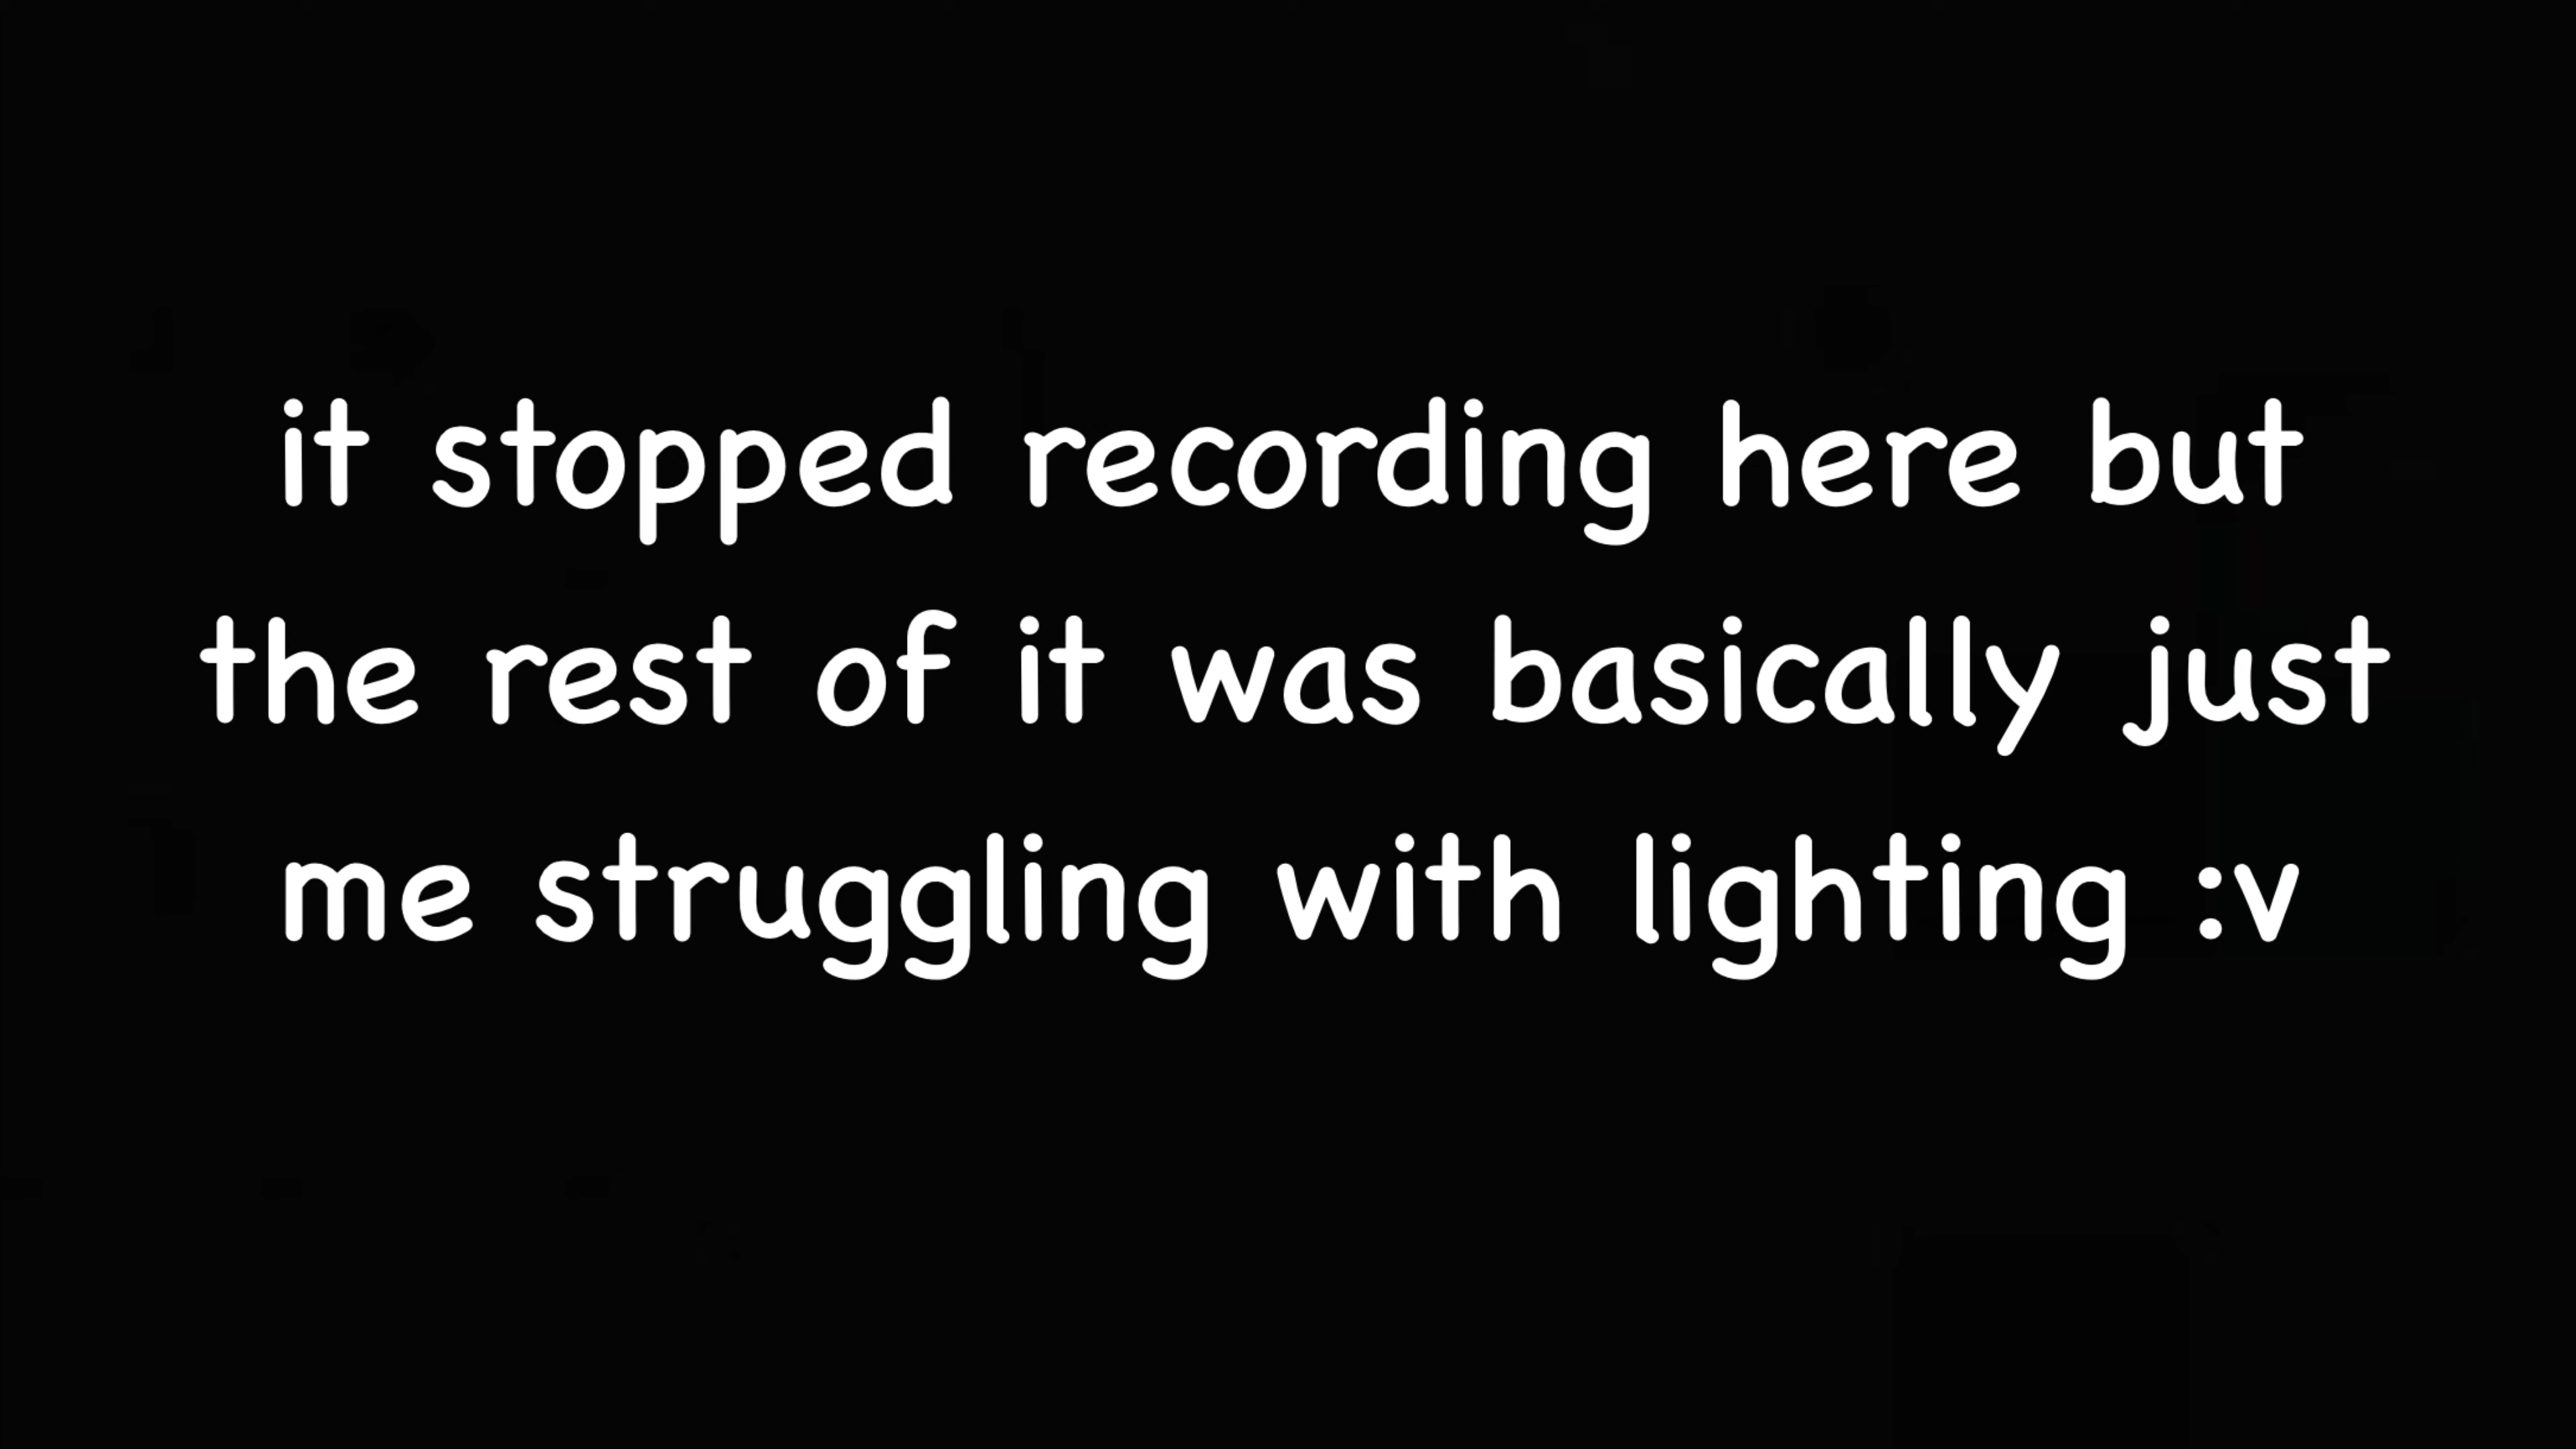 it stopped recording here but
the rest of it was basically just
me struggling with lighting :v